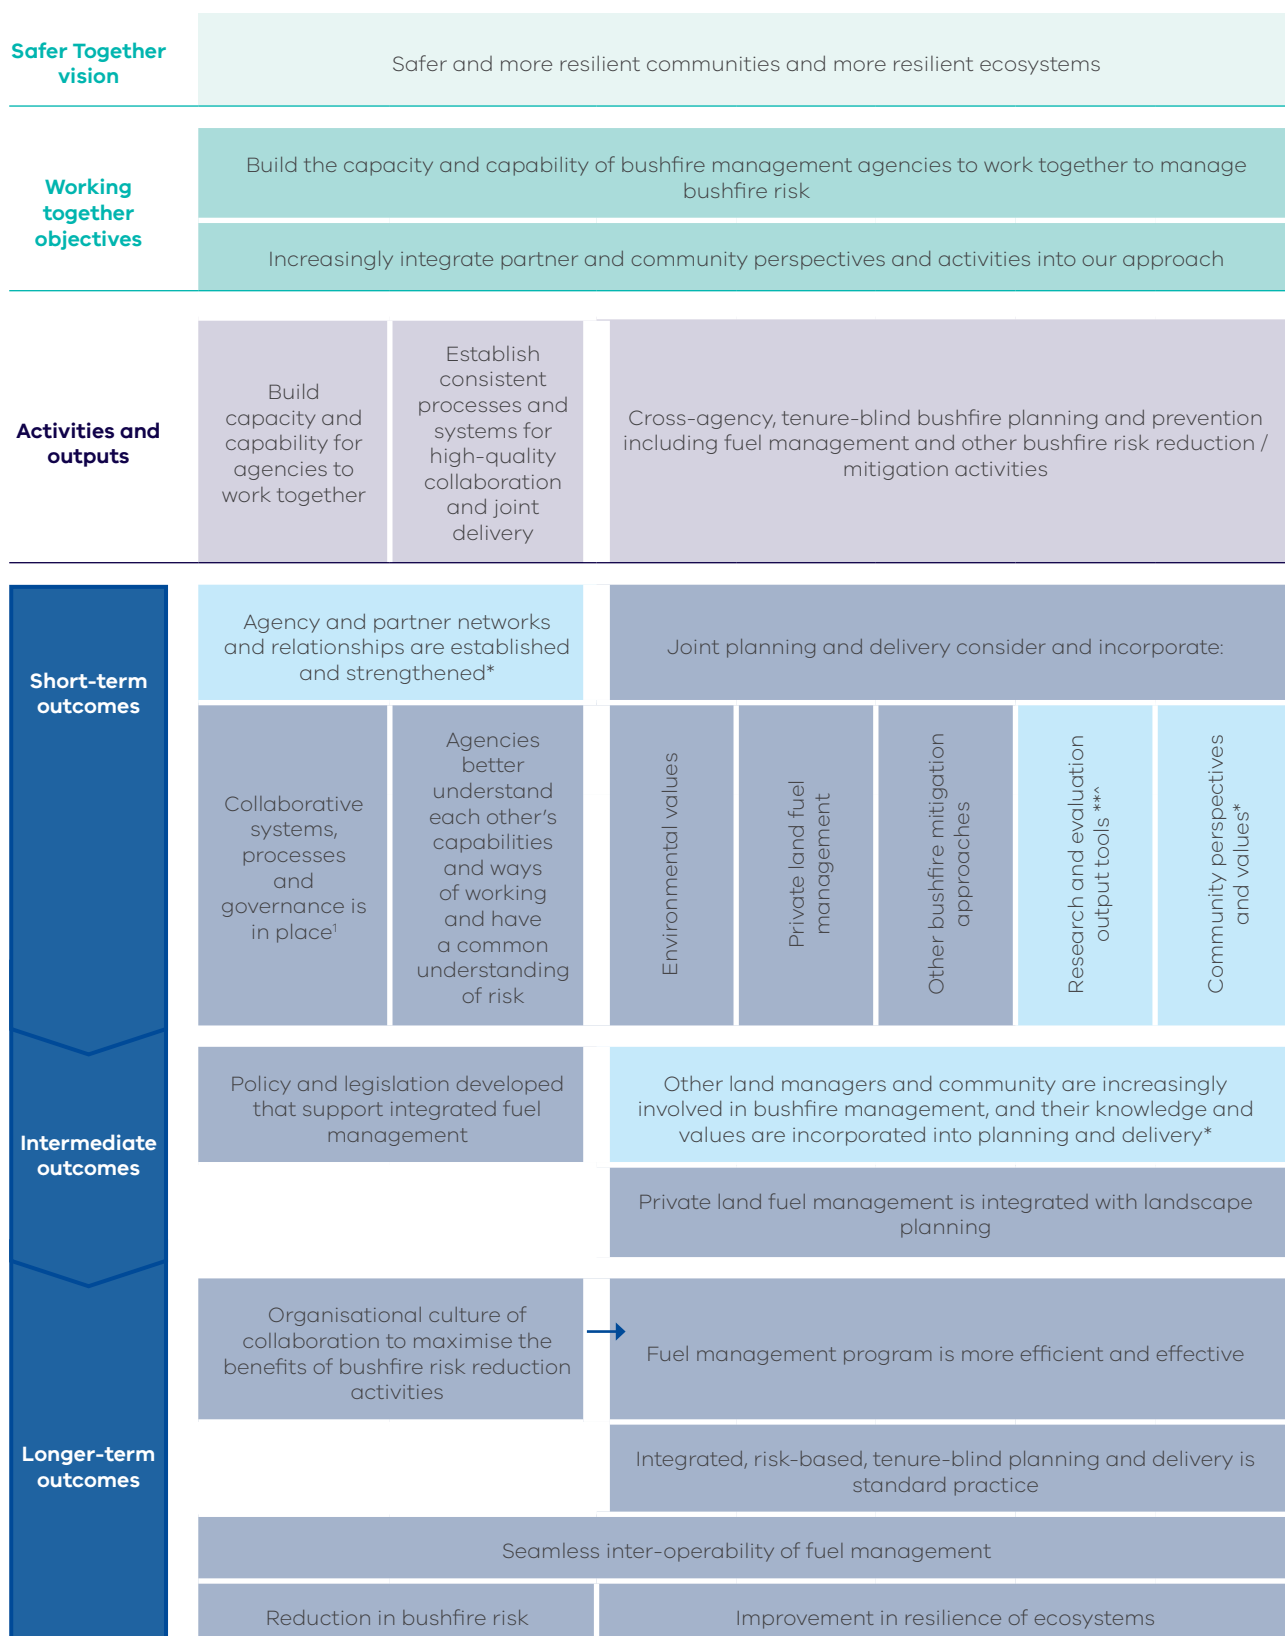 Safer Together
vision
Safer and more resilient communities and more resilient ecosystems
Working
together
objectives
Build the capacity and capability of bushfire management agencies to work together to manage
bushfire risk
Increasingly integrate partner and community perspectives and activities into our approach
Activities and
outputs
Build
capacity and
capability for
agencies to
work together
Establish
consistent
processes and
systems for
high-quality
collaboration
and joint
delivery
Cross-agency, tenure-blind bushfire planning and prevention
including fuel management and other bushfire risk reduction /
mitigation activities
Short-term
outcomes
Agency and partner networks
and relationships are established
and strengthened*
Joint planning and delivery consider and incorporate:
Collaborative
systems,
processes
and
governance is
in place¹
Agencies
better
understand
each other's
capabilities
and ways
of working
and have
a common
understanding
of risk
Environmental values
Private land fuel
management
Other bushfire mitigation
approaches
Research and evaluation
output tools **^
Community perspectives
and values*
Intermediate
outcomes
Policy and legislation developed
that support integrated fuel
management
Other land managers and community are increasingly
involved in bushfire management, and their knowledge and
values are incorporated into planning and delivery*
Private land fuel management is integrated with landscape
planning
Longer-term
outcomes
Organisational culture of
collaboration to maximise the
benefits of bushfire risk reduction
activities
Fuel management program is more efficient and effective
Integrated, risk-based, tenure-blind planning and delivery is
standard practice
Seamless inter-operability of fuel management
Reduction in bushfire risk
Improvement in resilience of ecosystems